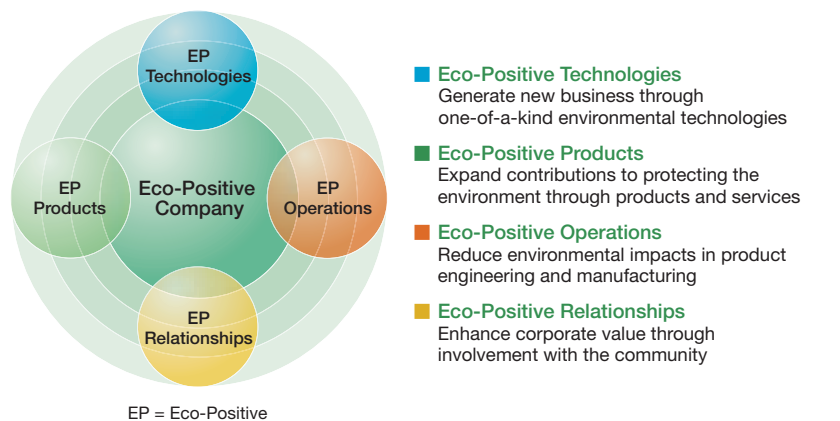 EP
Technologies
EP
Products
Eco-Positive
Company
EP
Operations
EP
Relationships
EP = Eco-Positive
Eco-Positive Technologies
Generate new business through
one-of-a-kind environmental technologies
Eco-Positive Products
Expand contributions to protecting the
environment through products and services
Eco-Positive Operations
Reduce environmental impacts in product
engineering and manufacturing
Eco-Positive Relationships
Enhance corporate value through
involvement with the community